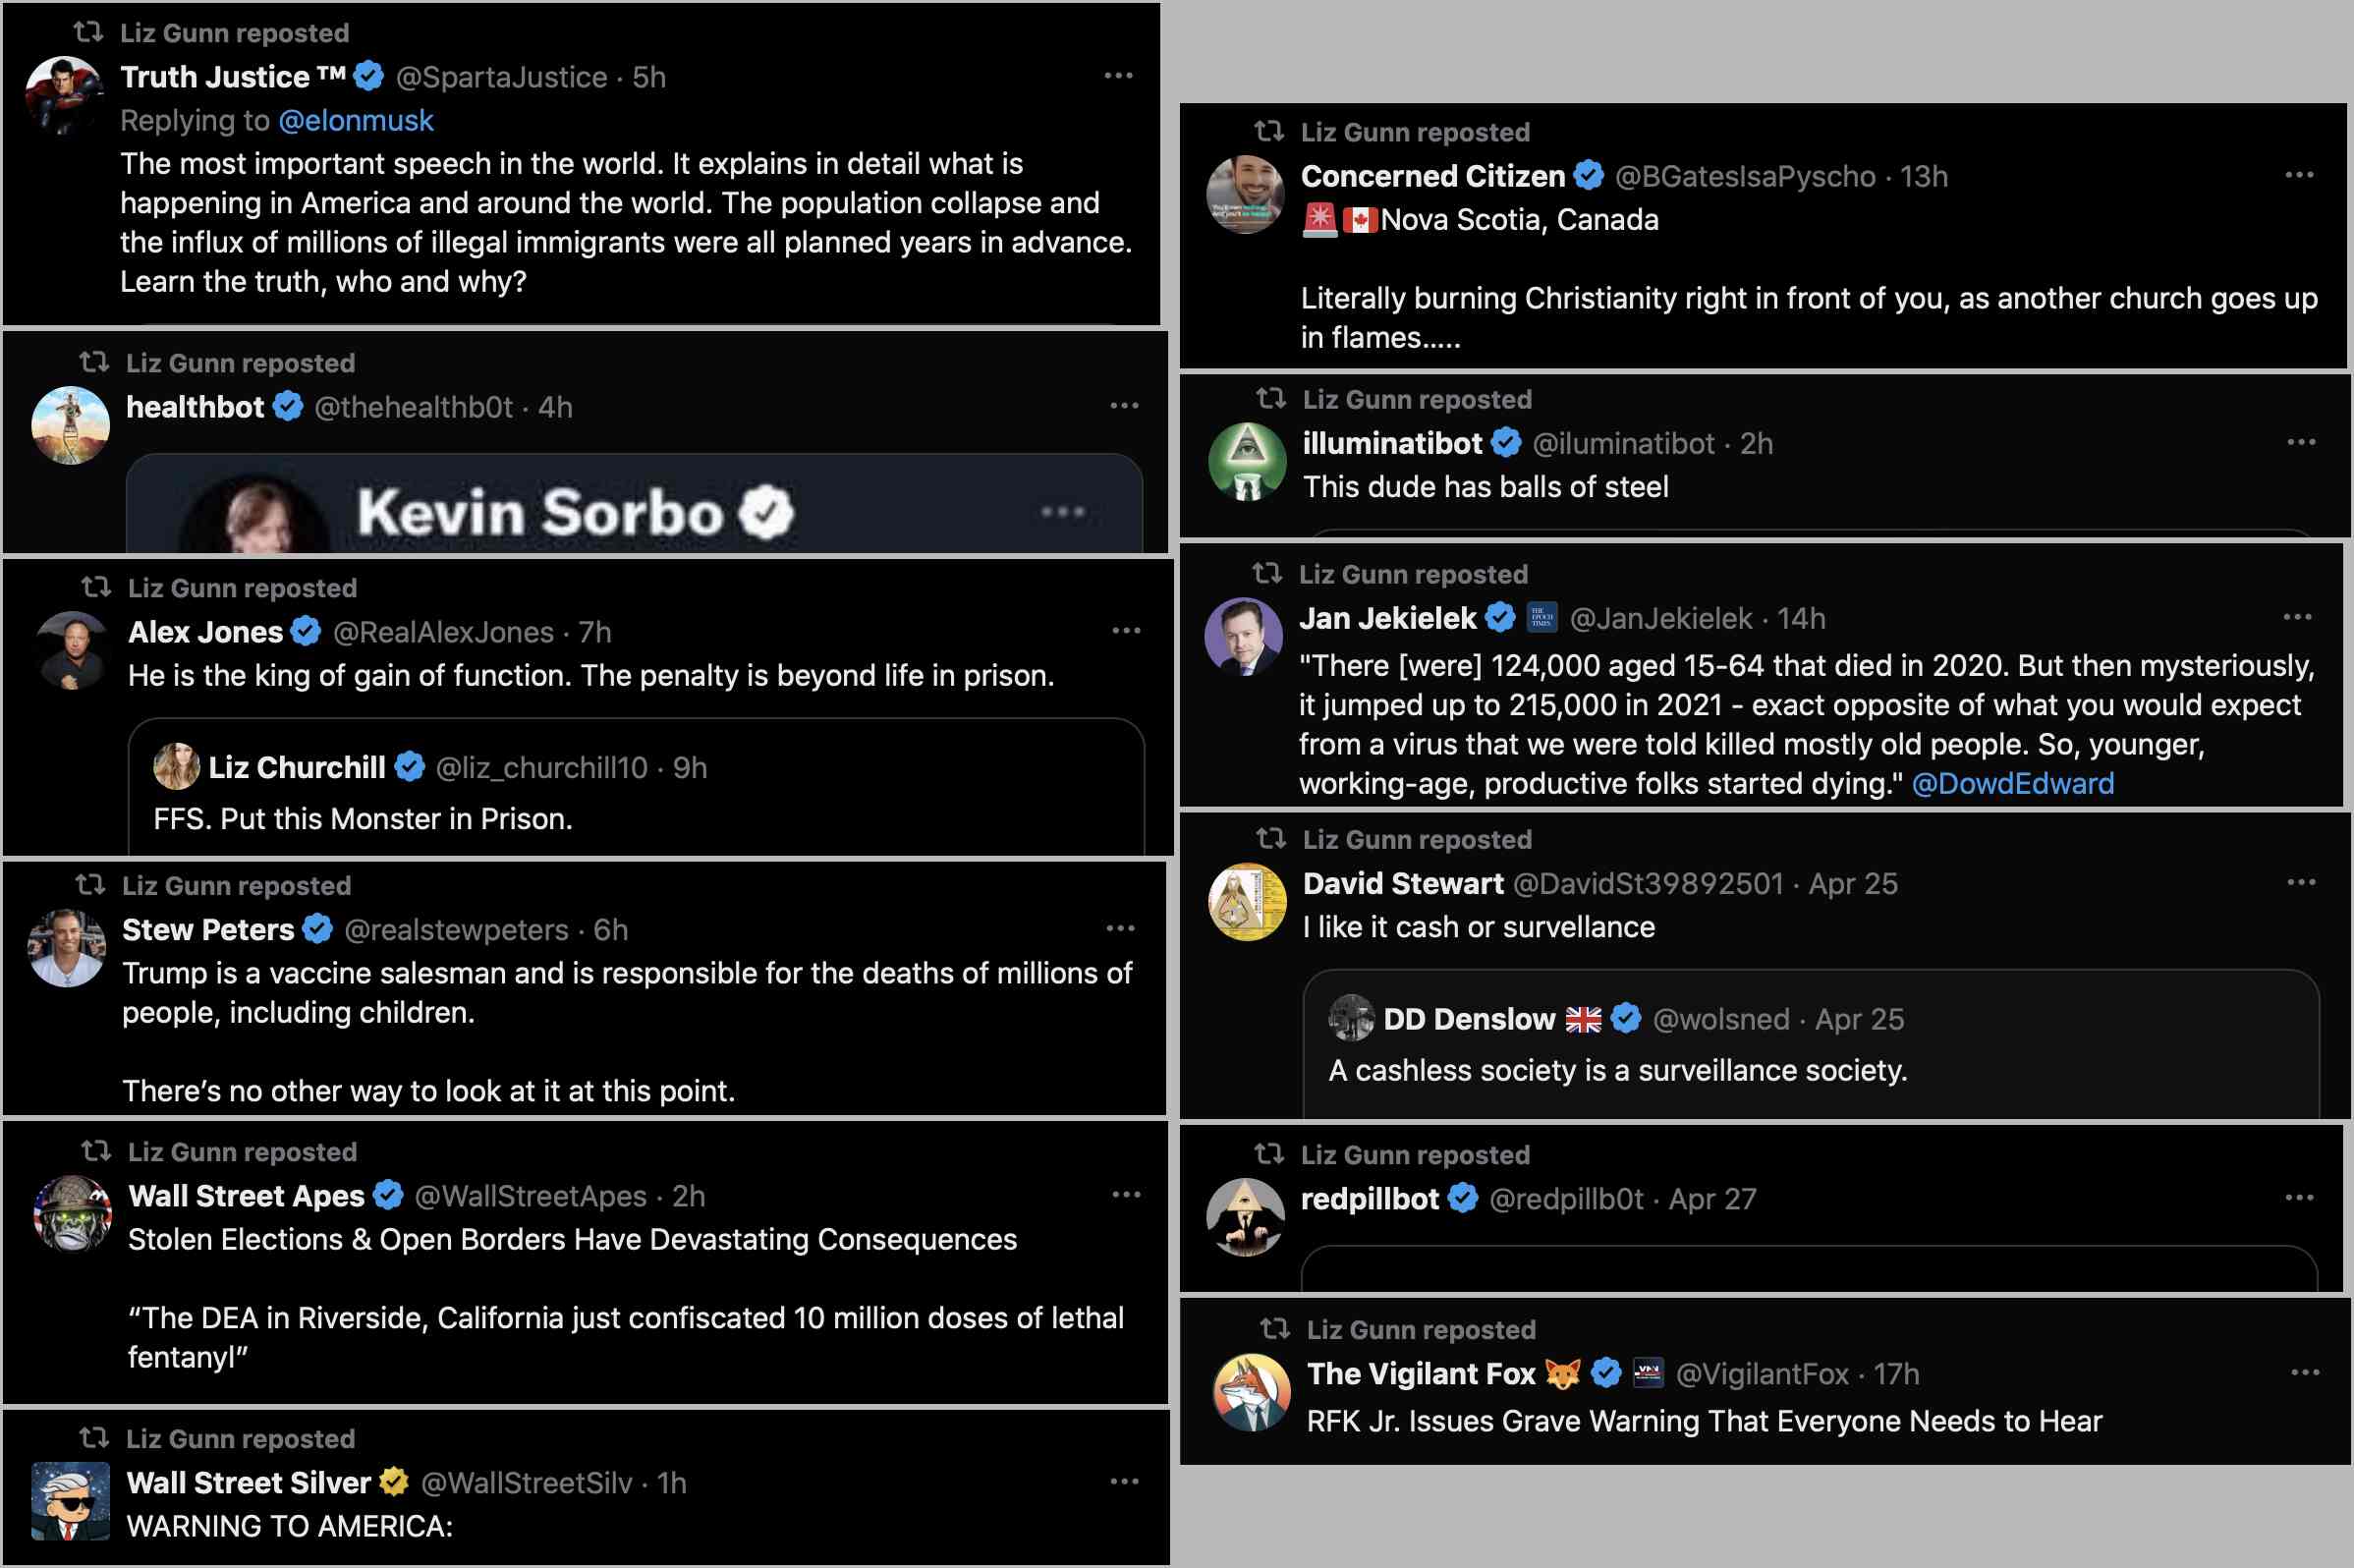 Liz Gunn reposted
Truth Justice ™ @SpartaJustice · 5h
Replying to @elonmusk
The most important speech in the world. It explains in detail what is
happening in America and around the world. The population collapse and
the influx of millions of illegal immigrants were all planned years in advance.
Learn the truth, who and why?
Liz Gunn reposted
healthbot @thehealthb0t · 4h
Kevin Sorbo
Liz Gunn reposted
Alex Jones @RealAlexJones · 7h
He is the king of gain of function. The penalty is beyond life in prison.
Liz Churchill @liz_churchill10 · 9h
FFS. Put this Monster in Prison.
Liz Gunn reposted
Stew Peters @realstewpeters · 6h
Trump is a vaccine salesman and is responsible for the deaths of millions of
people, including children.
There’s no other way to look at it at this point.
Liz Gunn reposted
Wall Street Apes @WallStreetApes · 2h
Stolen Elections & Open Borders Have Devastating Consequences
“The DEA in Riverside, California just confiscated 10 million doses of lethal
fentanyl”
Liz Gunn reposted
Wall Street Silver @WallStreetSilv · 1h
WARNING TO AMERICA:
Liz Gunn reposted
Concerned Citizen @BGatesIsaPyscho · 13h
🚨🇨🇦Nova Scotia, Canada
Literally burning Christianity right in front of you, as another church goes up
in flames.....
Liz Gunn reposted
illuminatibot @iluminatibot · 2h
This dude has balls of steel
Liz Gunn reposted
Jan Jekielek THE EPOCH TIMES @JanJekielek · 14h
"There [were] 124,000 aged 15-64 that died in 2020. But then mysteriously,
it jumped up to 215,000 in 2021 - exact opposite of what you would expect
from a virus that we were told killed mostly old people. So, younger,
working-age, productive folks started dying." @DowdEdward
Liz Gunn reposted
David Stewart @DavidSt39892501 · Apr 25
I like it cash or survellance
DD Denslow 🇬🇧 @wolsned · Apr 25
A cashless society is a surveillance society.
Liz Gunn reposted
redpillbot @redpillb0t · Apr 27
Liz Gunn reposted
The Vigilant Fox 🦊 @VigilantFox · 17h
RFK Jr. Issues Grave Warning That Everyone Needs to Hear